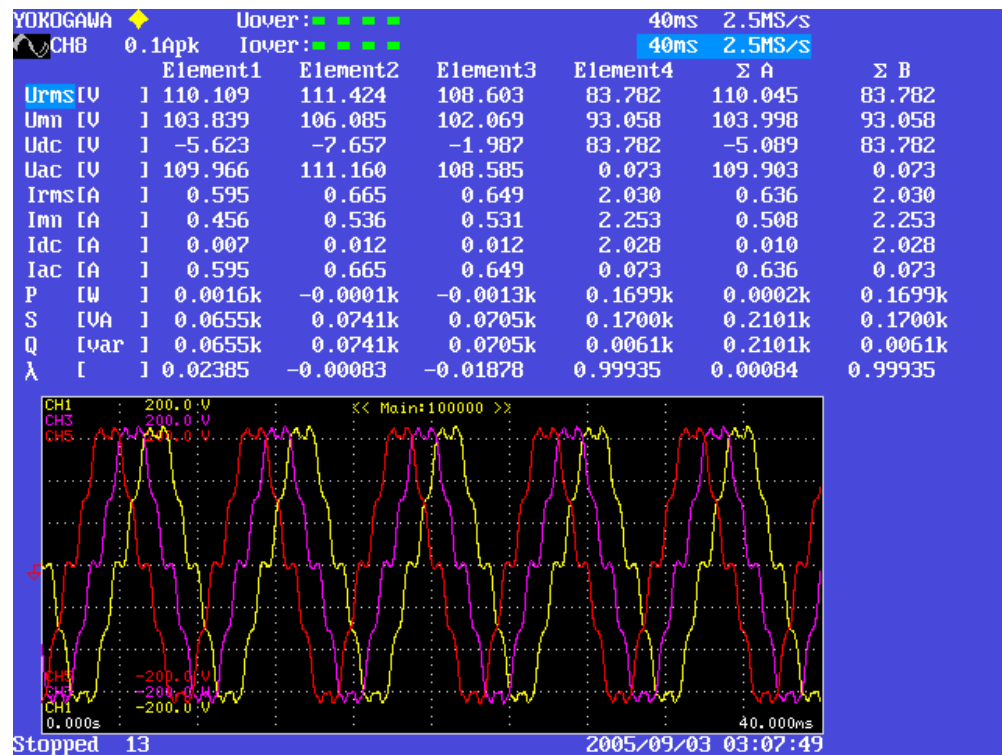 YOKOGAWA Uover: 40ms 2.5MS/s
CH8 0.1Apk Iover: 40ms 2.5MS/s
Element1 Element2 Element3 Element4 Σ A Σ B
Urms[V ] 110.109 111.424 108.603 83.782 110.045 83.782
Umn [V ] 103.839 106.085 102.069 93.058 103.998 93.058
Udc [V ] -5.623 -7.657 -1.987 83.782 -5.089 83.782
Uac [V ] 109.966 111.160 108.585 0.073 109.903 0.073
Irms[A ] 0.595 0.665 0.649 2.030 0.636 2.030
Imn [A ] 0.456 0.536 0.531 2.253 0.508 2.253
Idc [A ] 0.007 0.012 0.012 2.028 0.010 2.028
Iac [A ] 0.595 0.665 0.649 0.073 0.636 0.073
P [W ] 0.0016k -0.0001k -0.0013k 0.1699k 0.0002k 0.1699k
S [VA ] 0.0655k 0.0741k 0.0705k 0.1700k 0.2101k 0.1700k
Q [var ] 0.0655k 0.0741k 0.0705k 0.0061k 0.2101k 0.0061k
λ [ ] 0.02385 -0.00083 -0.01878 0.99935 0.00084 0.99935
CH1 200.0 V << Main:100000 >>
CH3 200.0 V
CH5 200.0 V
CH5 -200.0 V
CH3 -200.0 V
CH1 -200.0 V
0.000s 40.000ms
Stopped 13 2005/09/03 03:07:49